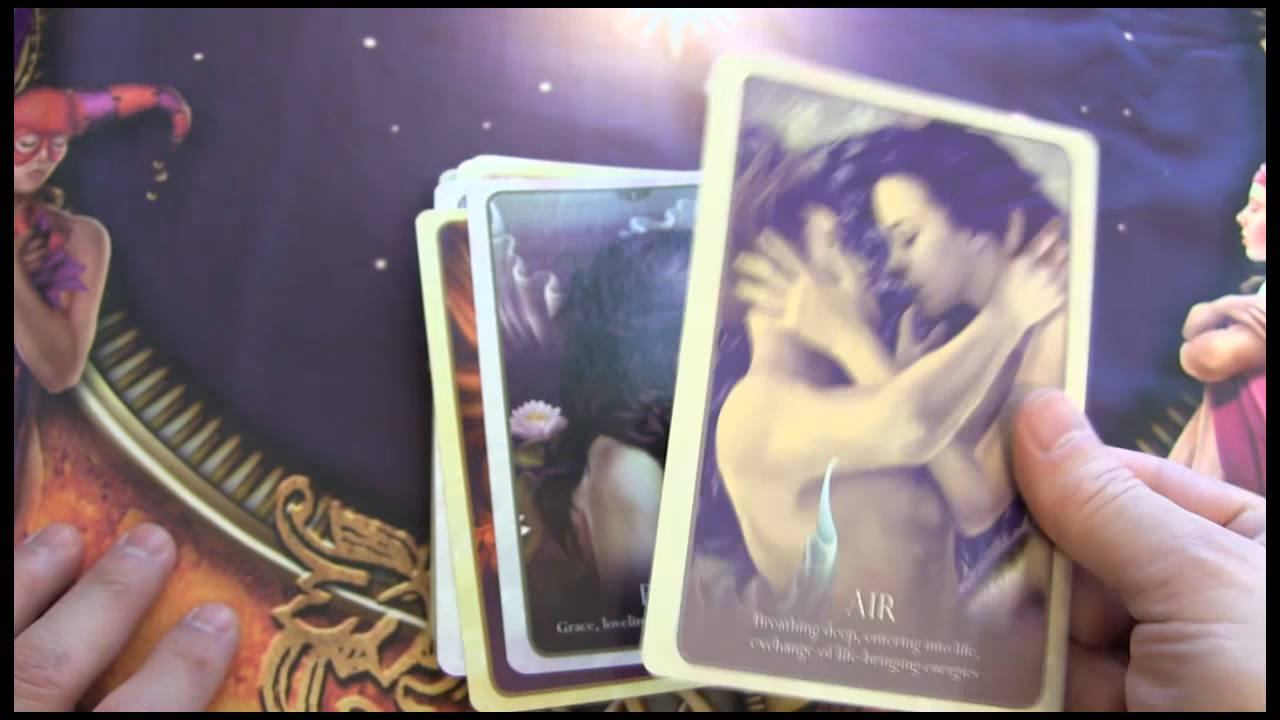 Grace, lovelin
AIR
Breathing deep, entering into life,
exchange of life-bringing energies